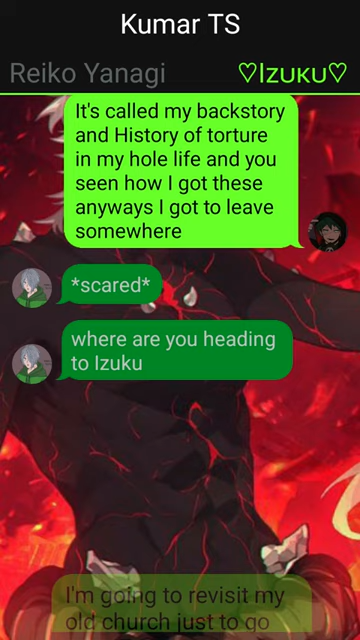 Kumar TS
Reiko Yanagi
♡Izuku♡
It's called my backstory
and History of torture
in my hole life and you
seen how I got these
anyways I got to leave
somewhere
*scared*
where are you heading
to Izuku
I'm going to revisit my
old church just to go